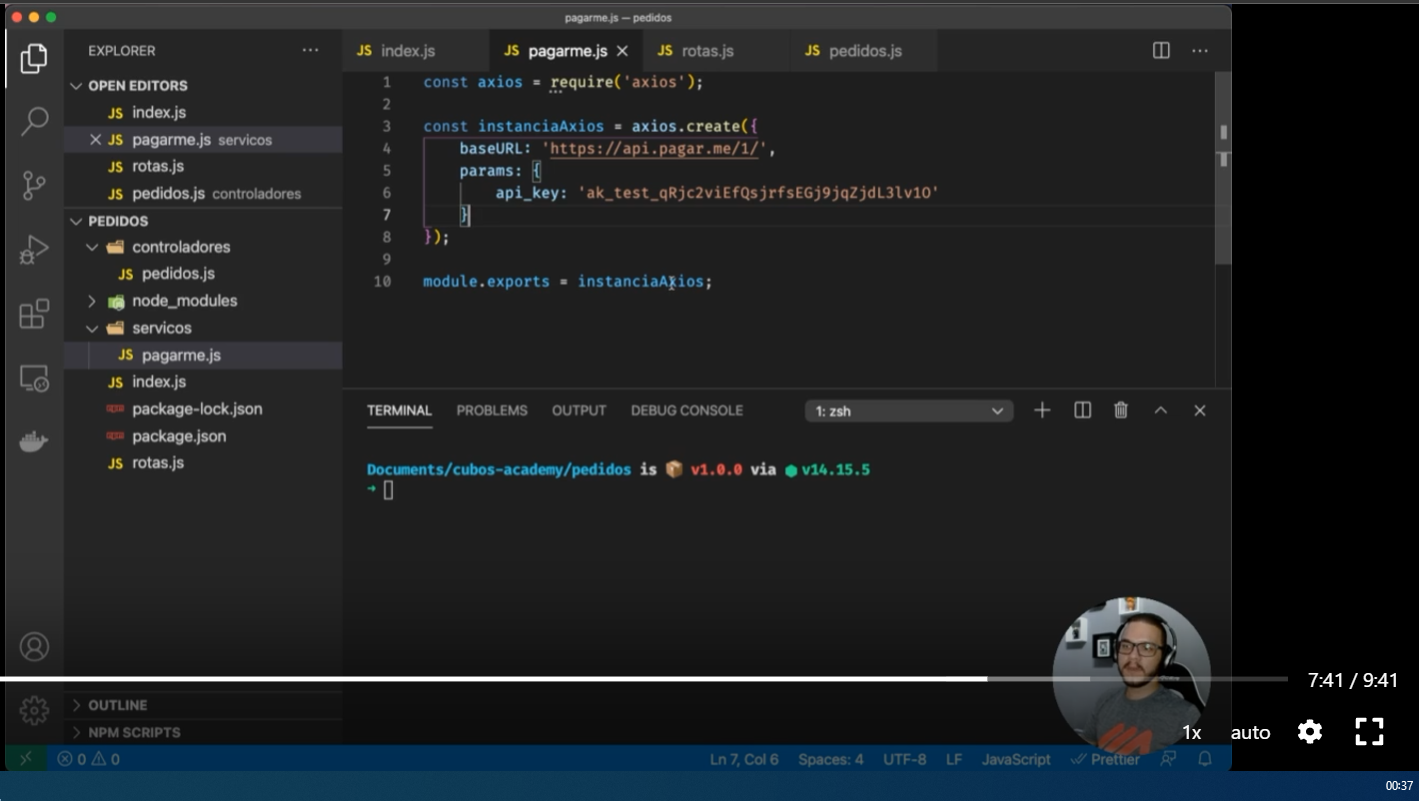 pagarme.js — pedidos
EXPLORER
OPEN EDITORS
JS index.js
JS pagarme.js servicos
JS rotas.js
JS pedidos.js controladores
PEDIDOS
controladores
JS pedidos.js
node_modules
servicos
JS pagarme.js
JS index.js
package-lock.json
package.json
JS rotas.js
OUTLINE
NPM SCRIPTS
JS index.js JS pagarme.js JS rotas.js JS pedidos.js
1 const axios = require('axios');
2
3 const instanciaAxios = axios.create({
4 baseURL: 'https://api.pagar.me/1/',
5 params: {
6 api_key: 'ak_test_qRjc2viEfQsjrfsEGj9jqZjdL3lv1O'
7 }
8 });
9
10 module.exports = instanciaAxios;
TERMINAL PROBLEMS OUTPUT DEBUG CONSOLE 1: zsh
Documents/cubos-academy/pedidos is 📦 v1.0.0 via ⬢ v14.15.5
→
7:41 / 9:41
1x auto
0 0 Ln 7, Col 6 Spaces: 4 UTF-8 LF JavaScript Prettier
00:37